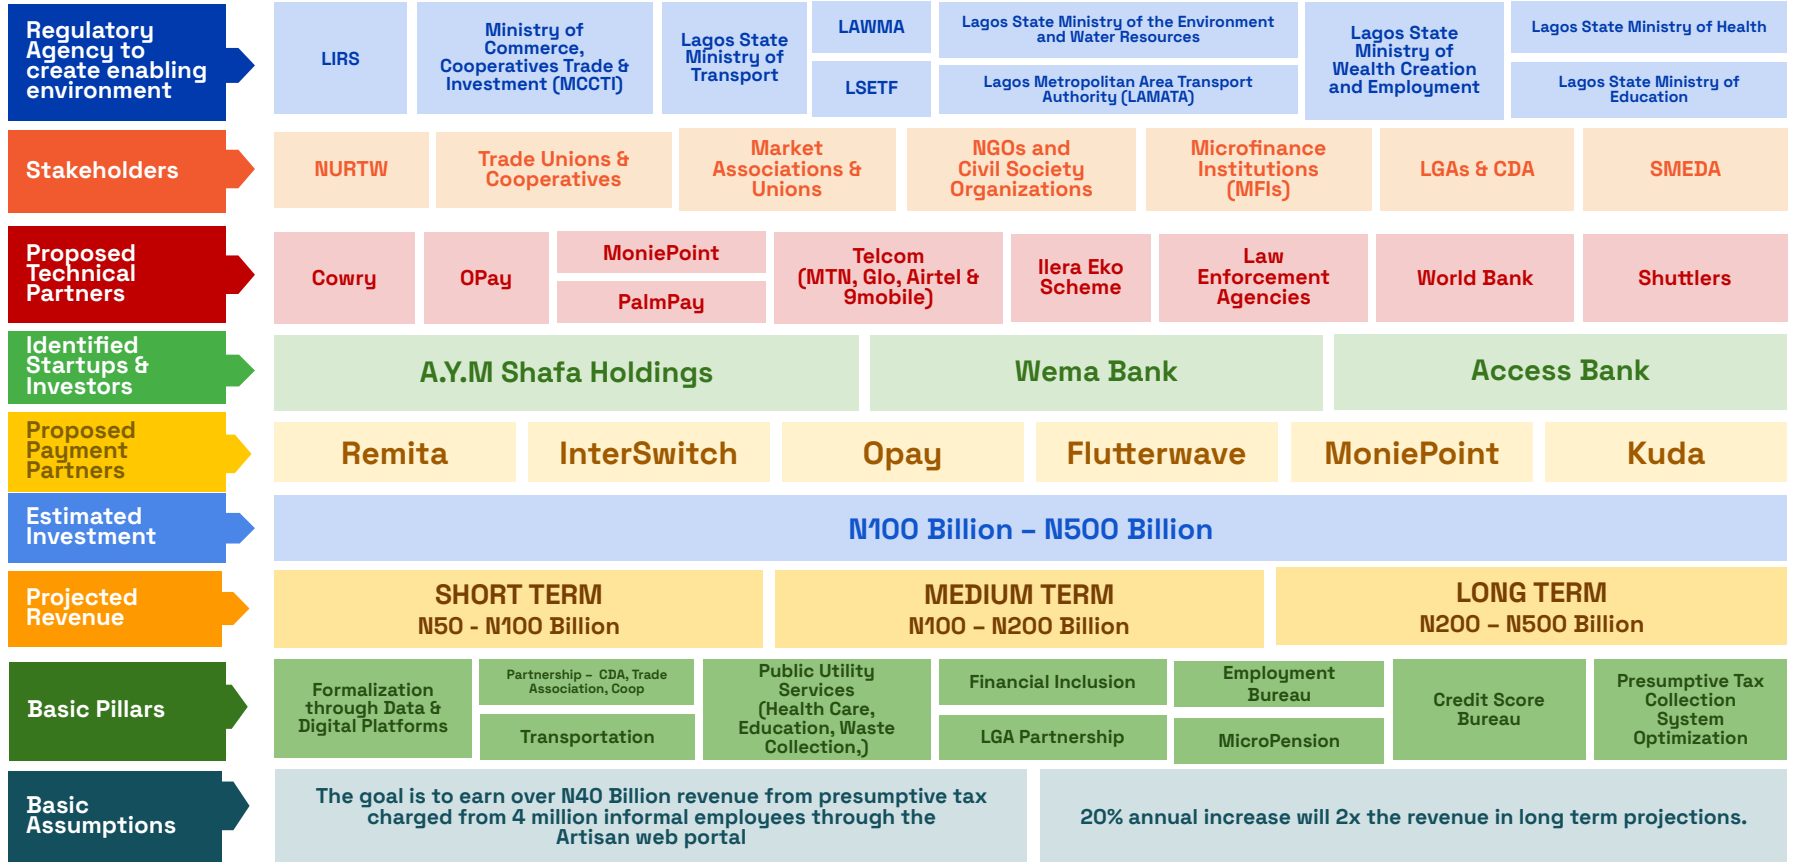 Regulatory
Agency to
create enabling
environment
LIRS
Ministry of
Commerce,
Cooperatives Trade &
Investment (MCCTI)
Lagos State
Ministry of
Transport
LAWMA
LSETF
Lagos State Ministry of the Environment
and Water Resources
Lagos Metropolitan Area Transport
Authority (LAMATA)
Lagos State
Ministry of
Wealth Creation
and Employment
Lagos State Ministry of Health
Lagos State Ministry of
Education
Stakeholders
NURTW
Trade Unions &
Cooperatives
Market
Associations &
Unions
NGOs and
Civil Society
Organizations
Microfinance
Institutions
(MFIs)
LGAs & CDA
SMEDA
Proposed
Technical
Partners
Cowry
OPay
MoniePoint
PalmPay
Telcom
(MTN, Glo, Airtel &
9mobile)
Ilera Eko
Scheme
Law
Enforcement
Agencies
World Bank
Shuttlers
Identified
Startups &
Investors
A.Y.M Shafa Holdings
Wema Bank
Access Bank
Proposed
Payment
Partners
Remita
InterSwitch
Opay
Flutterwave
MoniePoint
Kuda
Estimated
Investment
N100 Billion – N500 Billion
Projected
Revenue
SHORT TERM
N50 - N100 Billion
MEDIUM TERM
N100 – N200 Billion
LONG TERM
N200 – N500 Billion
Basic Pillars
Formalization
through Data &
Digital Platforms
Partnership – CDA, Trade
Association, Coop
Transportation
Public Utility
Services
(Health Care,
Education, Waste
Collection,)
Financial Inclusion
LGA Partnership
Employment
Bureau
MicroPension
Credit Score
Bureau
Presumptive Tax
Collection
System
Optimization
Basic
Assumptions
The goal is to earn over N40 Billion revenue from presumptive tax
charged from 4 million informal employees through the
Artisan web portal
20% annual increase will 2x the revenue in long term projections.